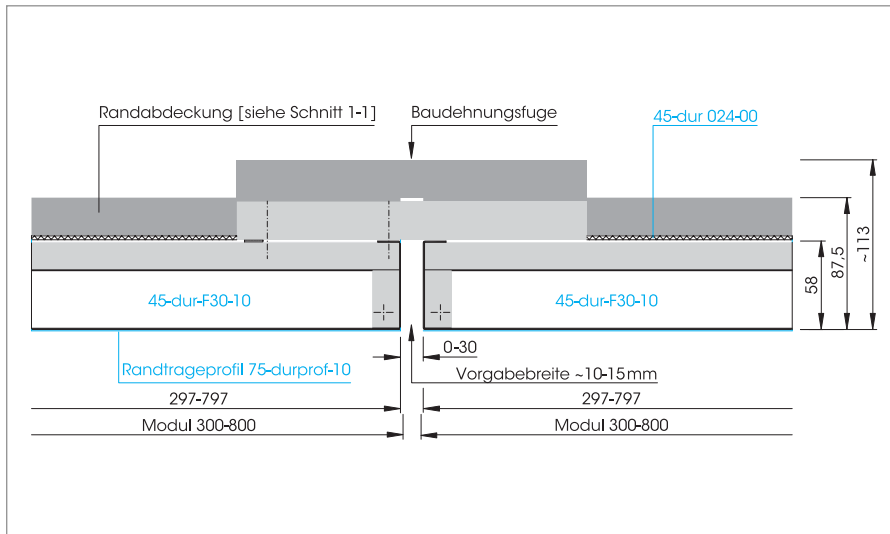 Randabdeckung [siehe Schnitt 1-1]
Baudehnungsfuge
45-dur 024-00
~113
87,5
58
45-dur-F30-10
45-dur-F30-10
0-30
Randtrageprofil 75-durprof-10
Vorgabebreite ~10-15mm
297-797
297-797
Modul 300-800
Modul 300-800